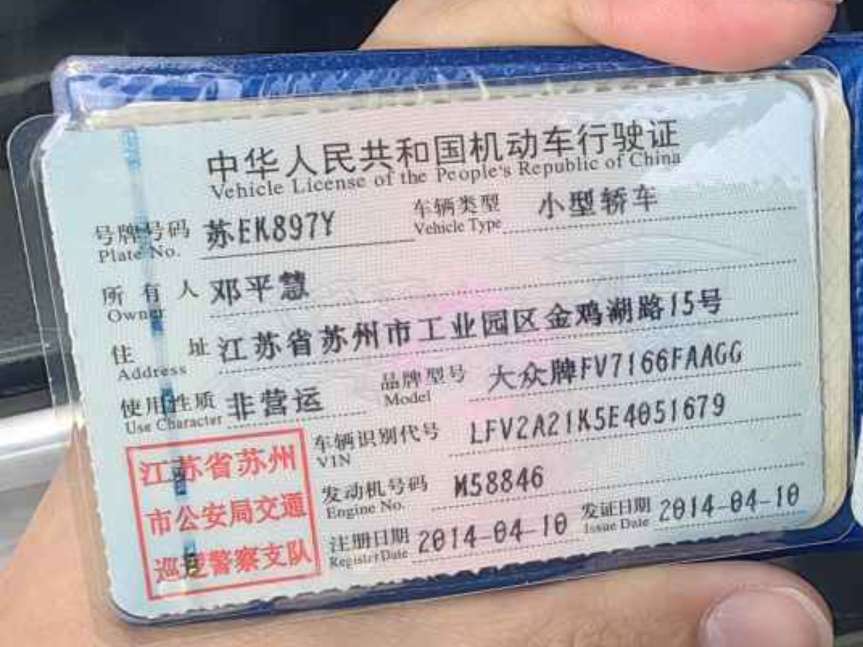 中华人民共和国机动车行驶证
Vehicle License of the People's Republic of China
号牌号码 苏EK897Y 车辆类型 小型轿车
Plate No. Vehicle Type
所有人 邓平慧
Owner
住址 江苏省苏州市工业园区金鸡湖路15号
Address
使用性质 非营运 品牌型号 大众牌FV7166FAAGG
Use Character Model
车辆识别代号 LFV2A21K5E4051679
VIN
发动机号码 M58846
Engine No.
注册日期 2014-04-10 发证日期 2014-04-10
Register Date Issue Date
江苏省苏州
市公安局交通
巡逻警察支队